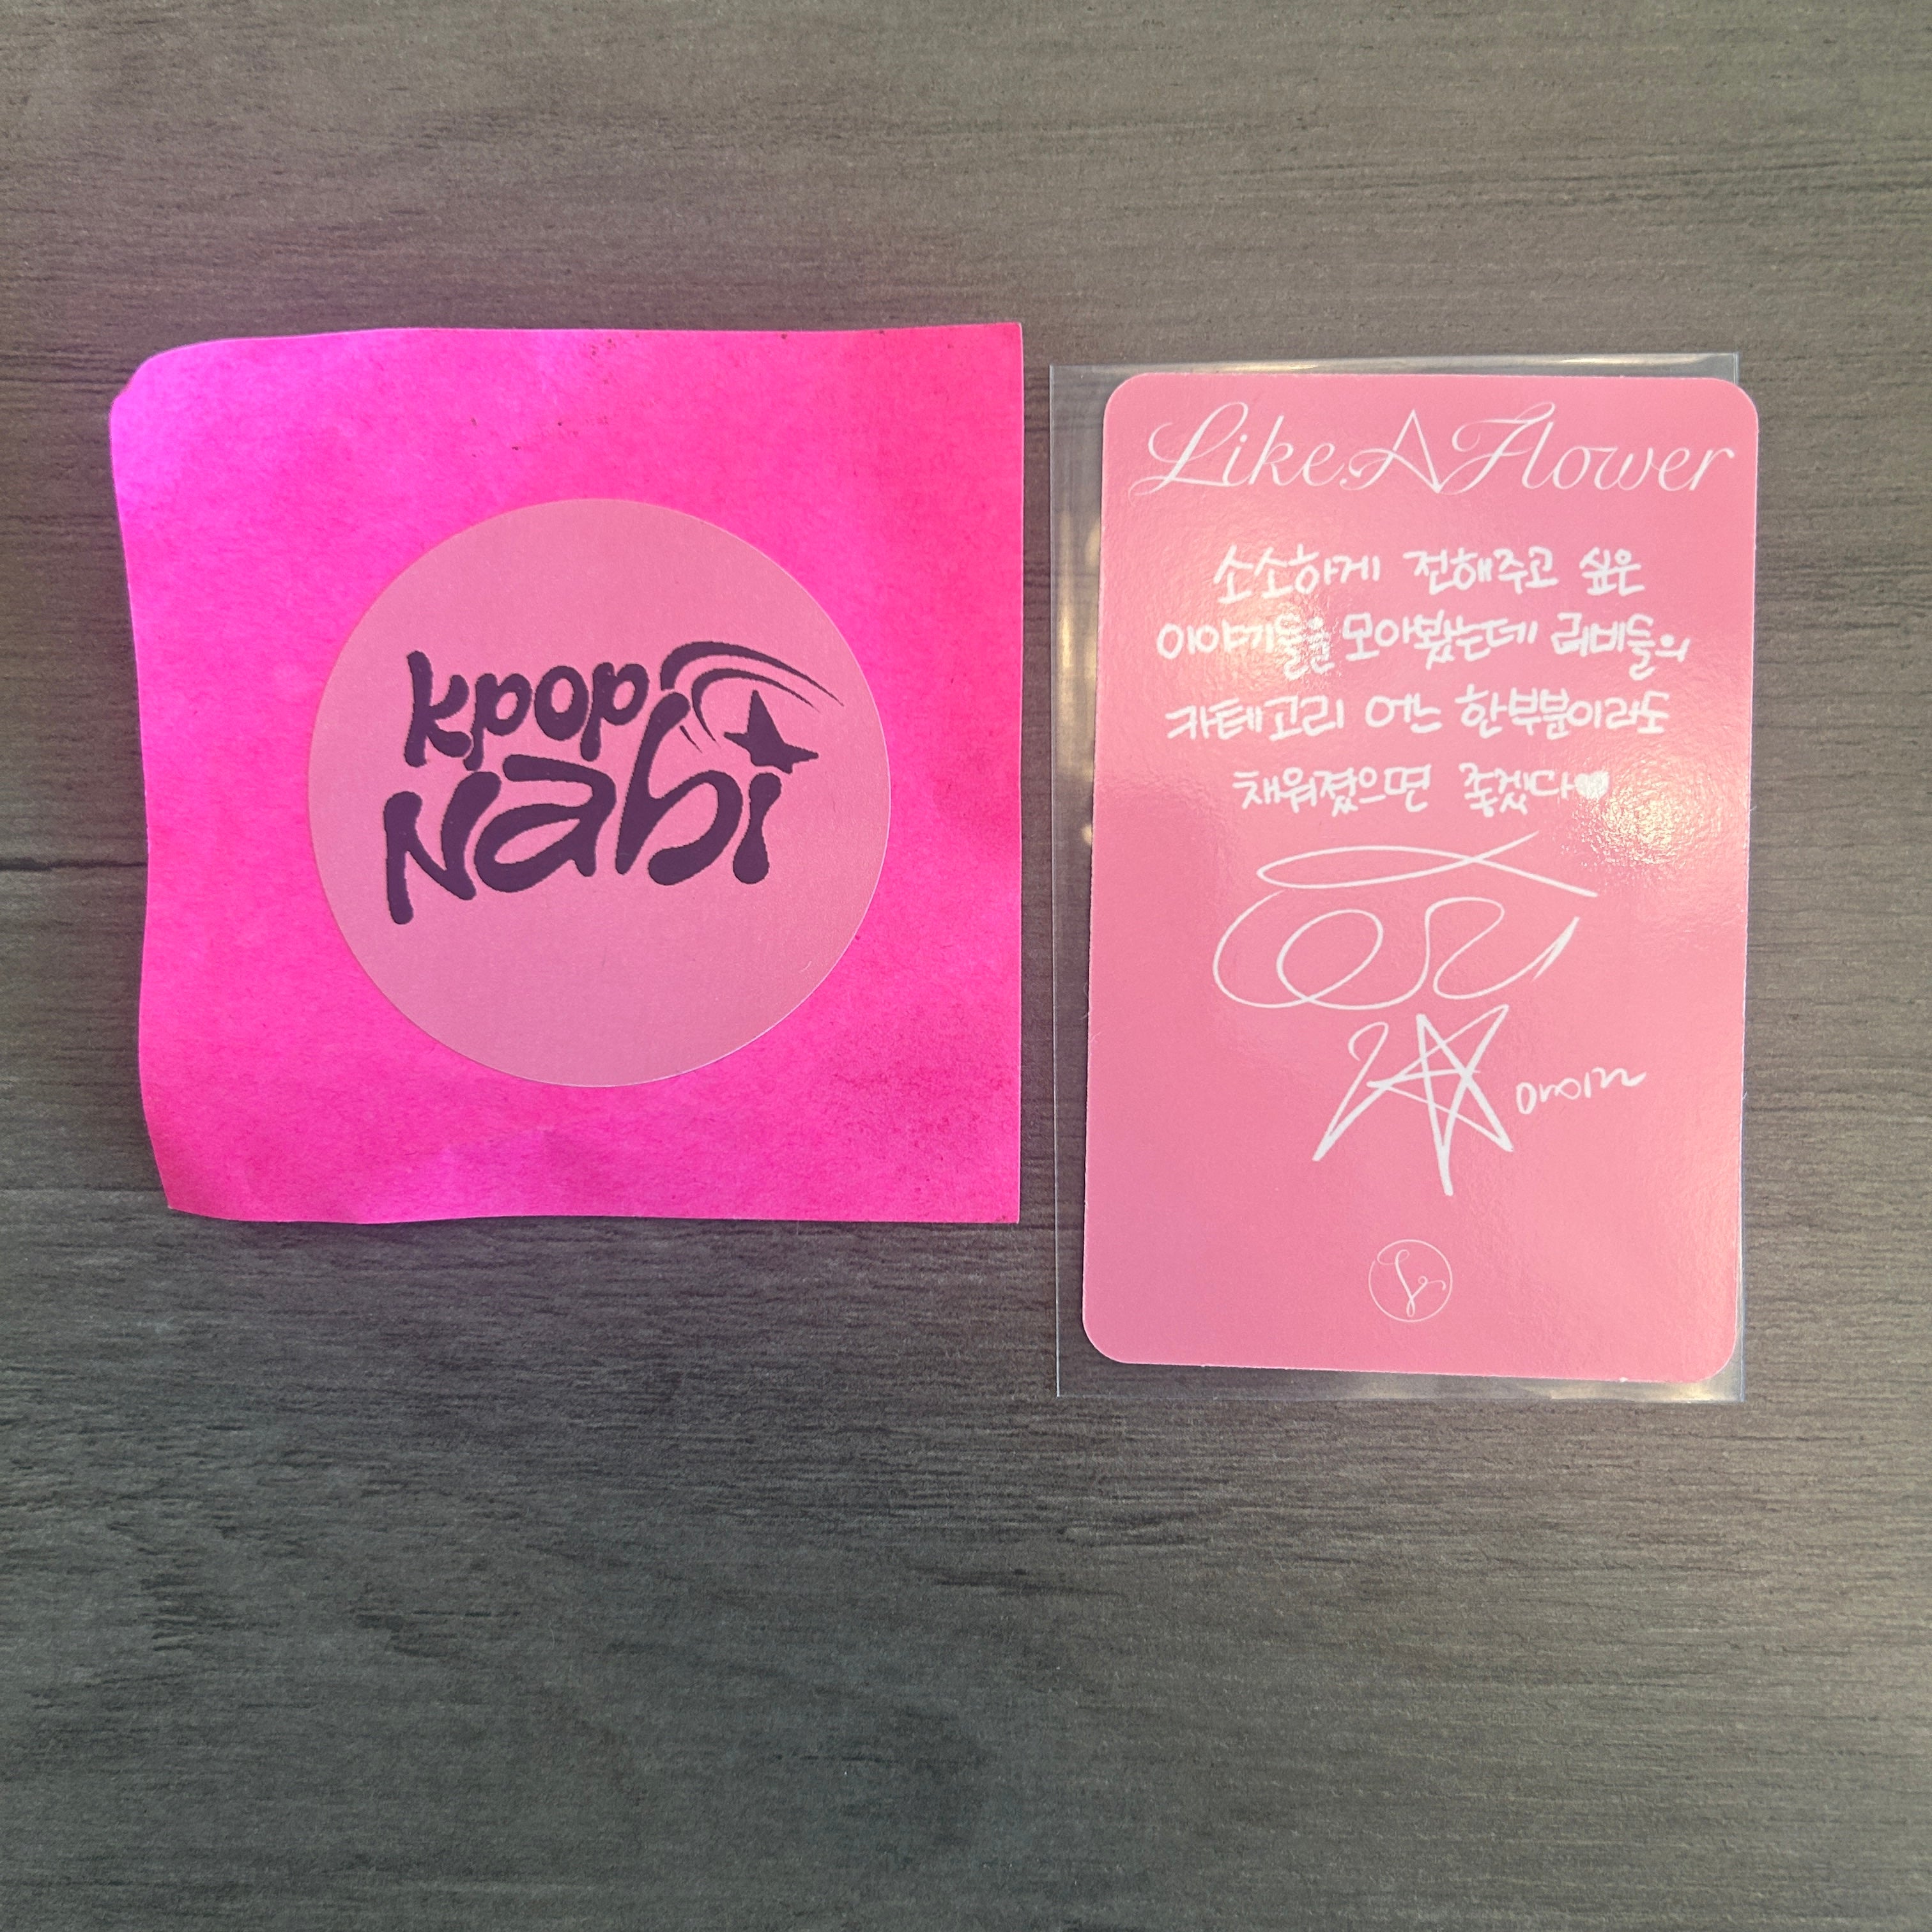 kpop
Nabi
Like A Flower
소소하게 전해주고 싶은
이야기들을 모아봤는데 러비들의
카테고리 어느 한부분이라도
채워졌으면 좋겠다♥